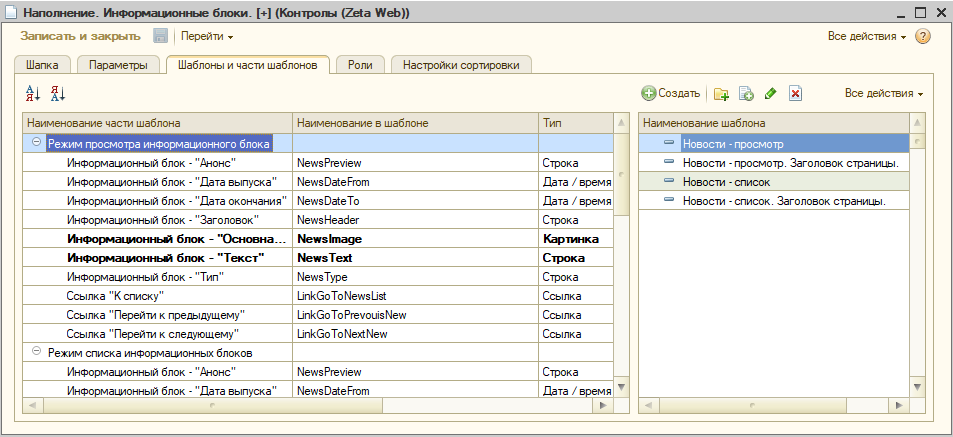 Наполнение. Информационные блоки. [+] (Контролы (Zeta Web))
Записать и закрыть Перейти Все действия
Шапка Параметры Шаблоны и части шаблонов Роли Настройки сортировки
Создать Все действия
Наименование части шаблона Наименование в шаблоне Тип
Режим просмотра информационного блока
Информационный блок - "Анонс" NewsPreview Строка
Информационный блок - "Дата выпуска" NewsDateFrom Дата / время
Информационный блок - "Дата окончания" NewsDateTo Дата / время
Информационный блок - "Заголовок" NewsHeader Строка
Информационный блок - "Основна... NewsImage Картинка
Информационный блок - "Текст" NewsText Строка
Информационный блок - "Тип" NewsType Строка
Ссылка "К списку" LinkGoToNewsList Ссылка
Ссылка "Перейти к предыдущему" LinkGoToPrevouisNew Ссылка
Ссылка "Перейти к следующему" LinkGoToNextNew Ссылка
Режим списка информационных блоков
Информационный блок - "Анонс" NewsPreview Строка
Информационный блок - "Дата выпуска" NewsDateFrom Дата / время
Наименование шаблона
Новости - просмотр
Новости - просмотр. Заголовок страницы.
Новости - список
Новости - список. Заголовок страницы.